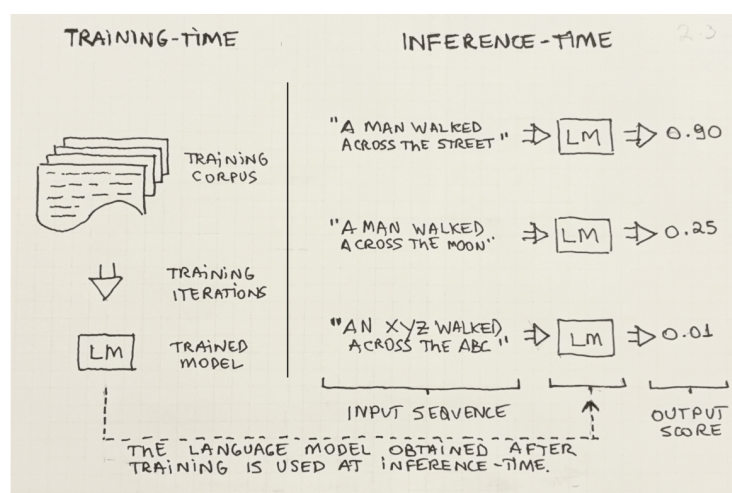 TRAINING-TIME
INFERENCE-TIME
2.3
TRAINING
CORPUS
TRAINING
ITERATIONS
LM
TRAINED
MODEL
"A MAN WALKED
ACROSS THE STREET"
LM
0.90
"A MAN WALKED
ACROSS THE MOON"
LM
0.25
"AN XYZ WALKED
ACROSS THE ABC"
LM
0.01
INPUT SEQUENCE
OUTPUT
SCORE
THE LANGUAGE MODEL OBTAINED AFTER
TRAINING IS USED AT INFERENCE-TIME.